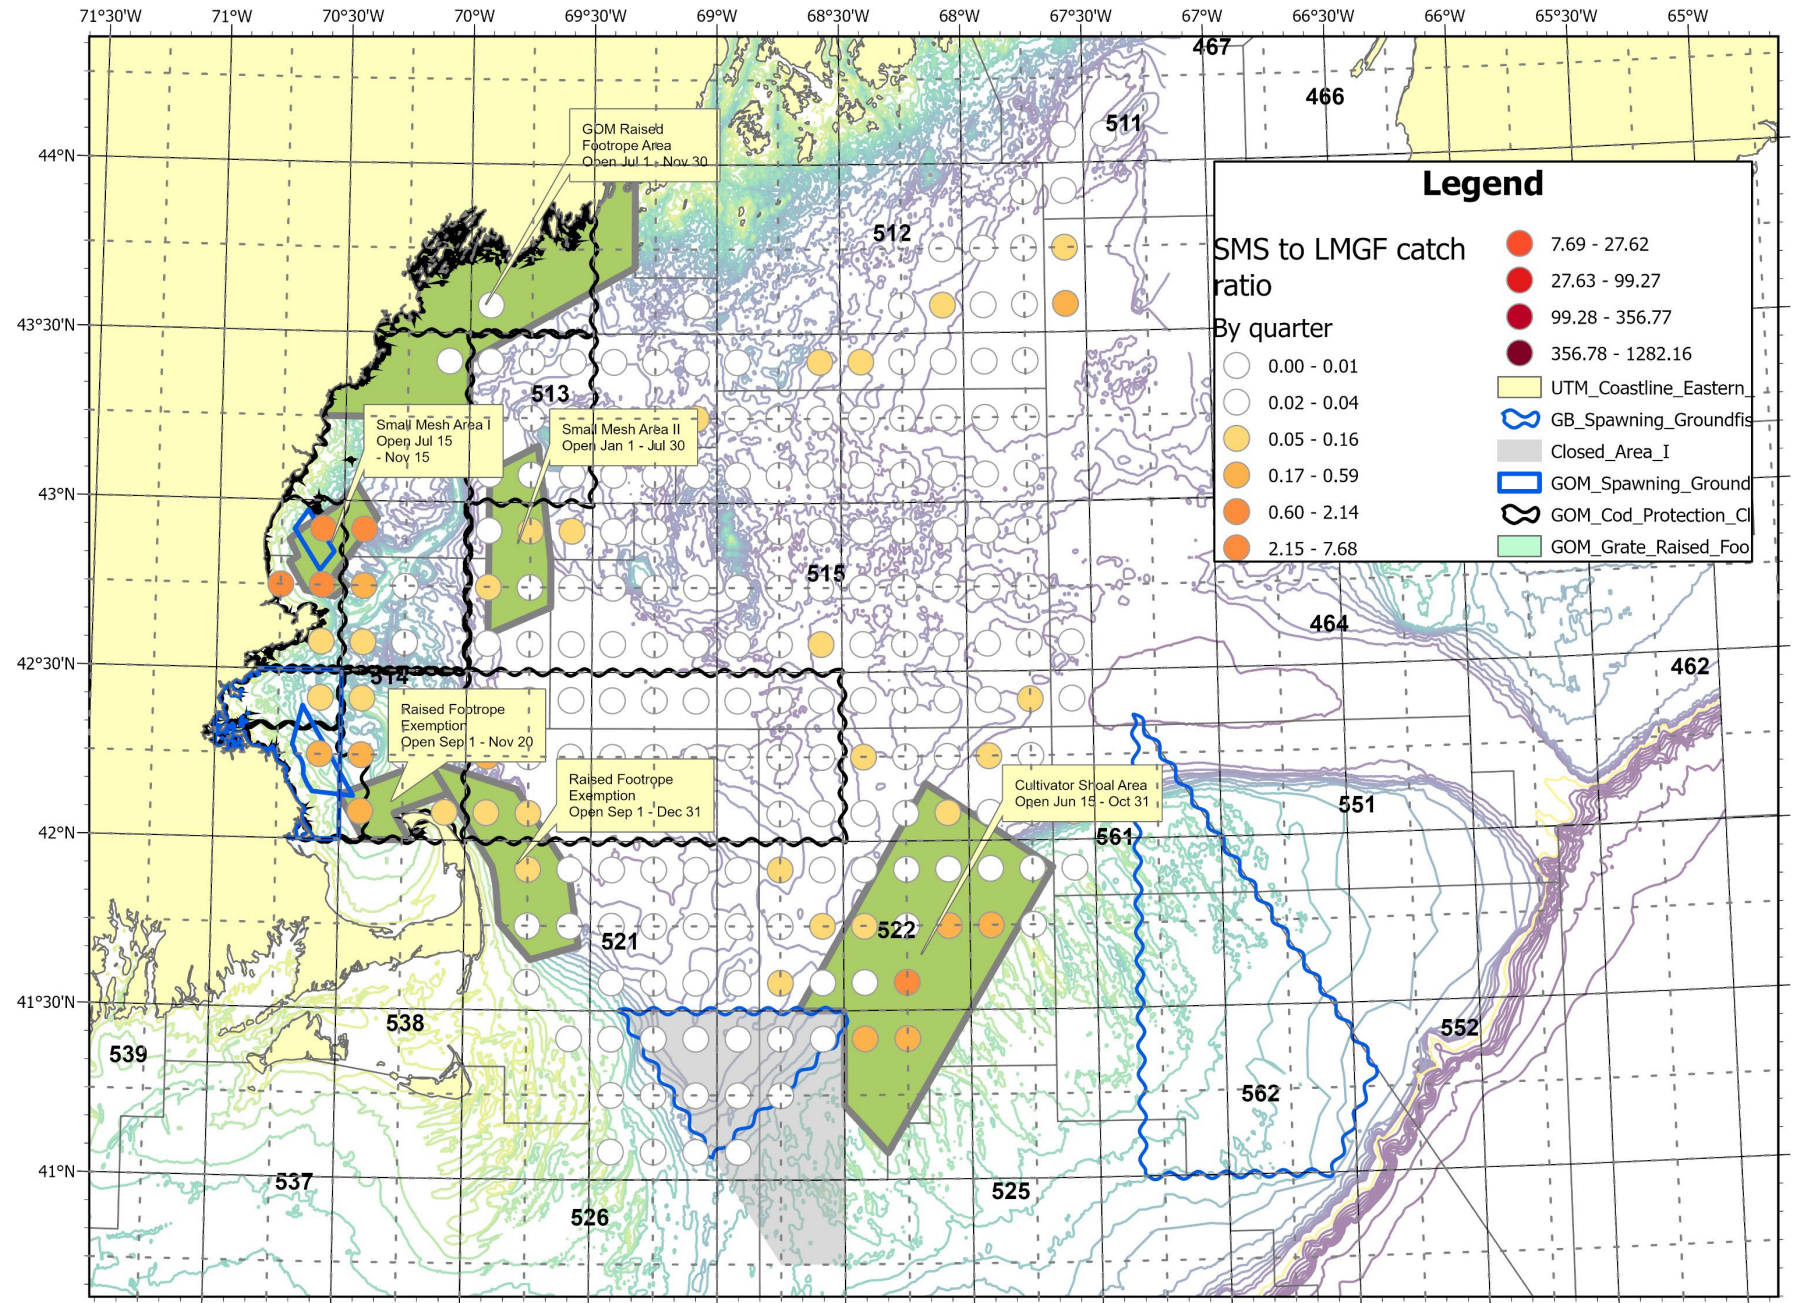 71°30'W 71°W 70°30'W 70°W 69°30'W 69°W 68°30'W 68°W 67°30'W 67°W 66°30'W 66°W 65°30'W 65°W
44°N
43°30'N
43°N
42°30'N
42°N
41°30'N
41°N
467
466
511
512
513
515
514
464
462
551
561
522
521
552
562
538
539
537
526
525
GOM Raised
Footrope Area
Open Jul 1 - Nov 30
Small Mesh Area I
Open Jul 15
- Nov 15
Small Mesh Area II
Open Jan 1 - Jul 30
Raised Footrope
Exemption
Open Sep 1 - Nov 20
Raised Footrope
Exemption
Open Sep 1 - Dec 31
Cultivator Shoal Area
Open Jun 15 - Oct 31
Legend
SMS to LMGF catch
ratio
By quarter
0.00 - 0.01
0.02 - 0.04
0.05 - 0.16
0.17 - 0.59
0.60 - 2.14
2.15 - 7.68
7.69 - 27.62
27.63 - 99.27
99.28 - 356.77
356.78 - 1282.16
UTM_Coastline_Eastern_
GB_Spawning_Groundfis
Closed_Area_I
GOM_Spawning_Ground
GOM_Cod_Protection_Cl
GOM_Grate_Raised_Foo